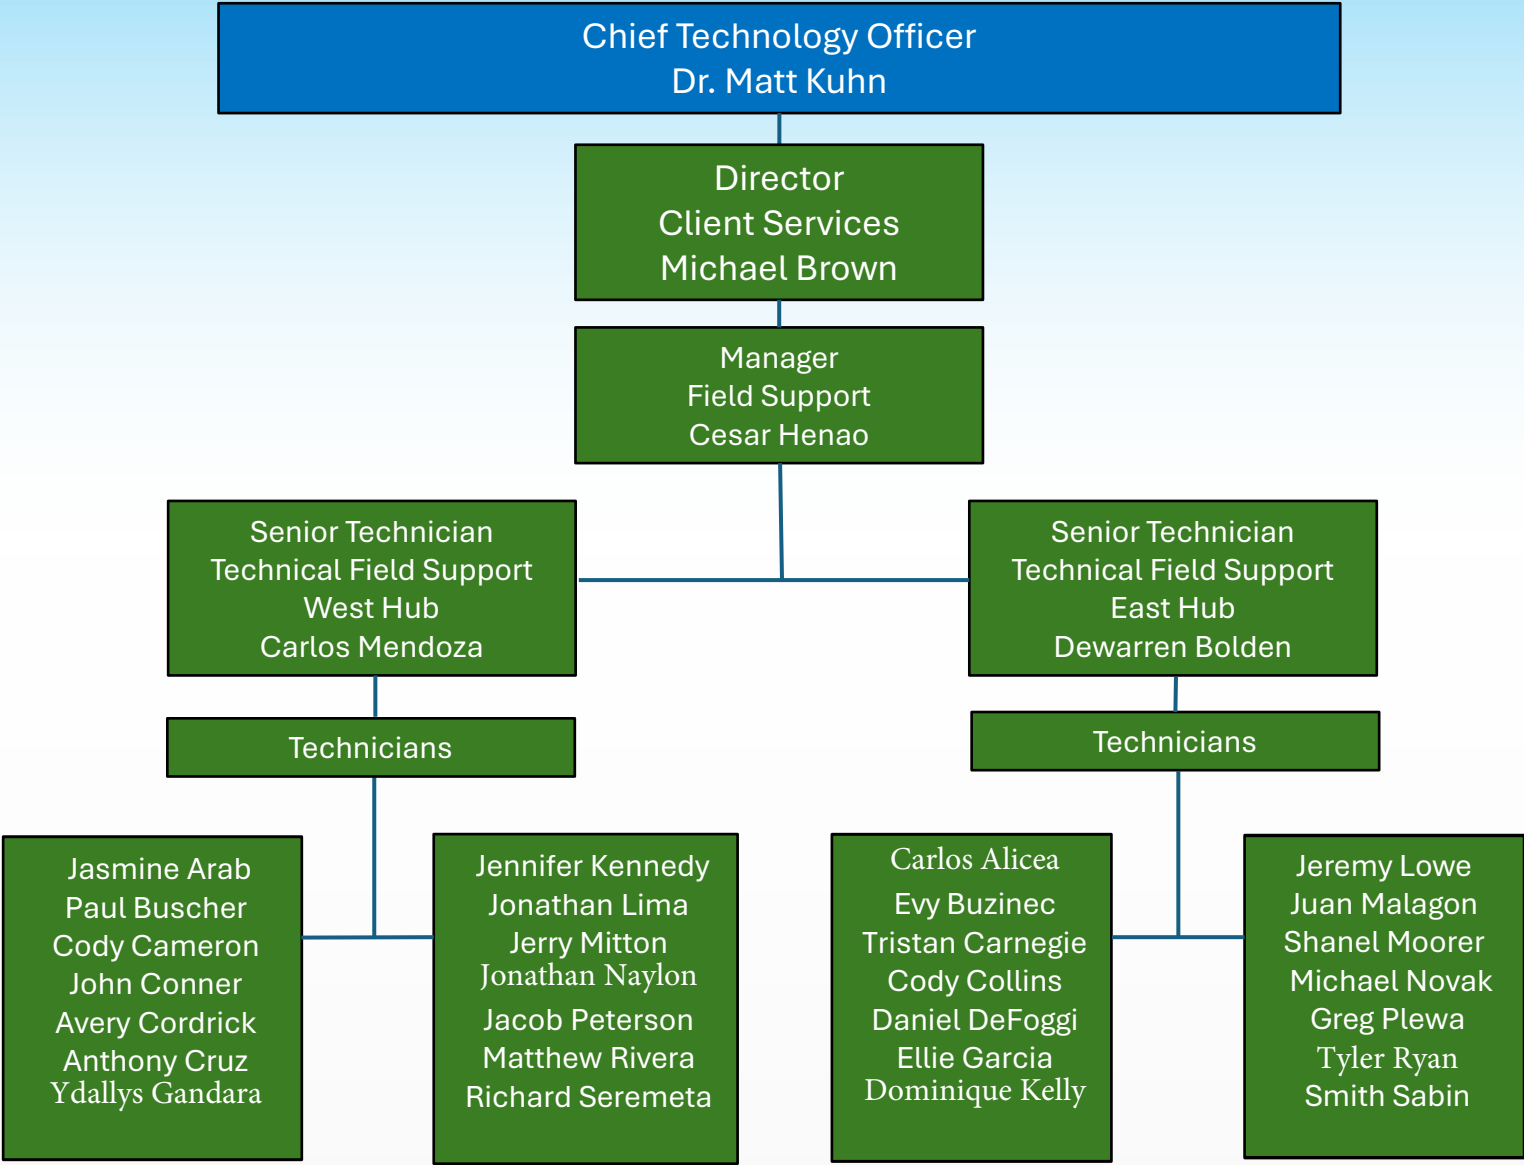 Chief Technology Officer
Dr. Matt Kuhn
Director
Client Services
Michael Brown
Manager
Field Support
Cesar Henao
Senior Technician
Technical Field Support
West Hub
Carlos Mendoza
Senior Technician
Technical Field Support
East Hub
Dewarren Bolden
Technicians
Technicians
Jasmine Arab
Paul Buscher
Cody Cameron
John Conner
Avery Cordrick
Anthony Cruz
Ydallys Gandara
Jennifer Kennedy
Jonathan Lima
Jerry Mitton
Jonathan Naylon
Jacob Peterson
Matthew Rivera
Richard Seremeta
Carlos Alicea
Evy Buzinec
Tristan Carnegie
Cody Collins
Daniel DeFoggi
Ellie Garcia
Dominique Kelly
Jeremy Lowe
Juan Malagon
Shanel Moorer
Michael Novak
Greg Plewa
Tyler Ryan
Smith Sabin